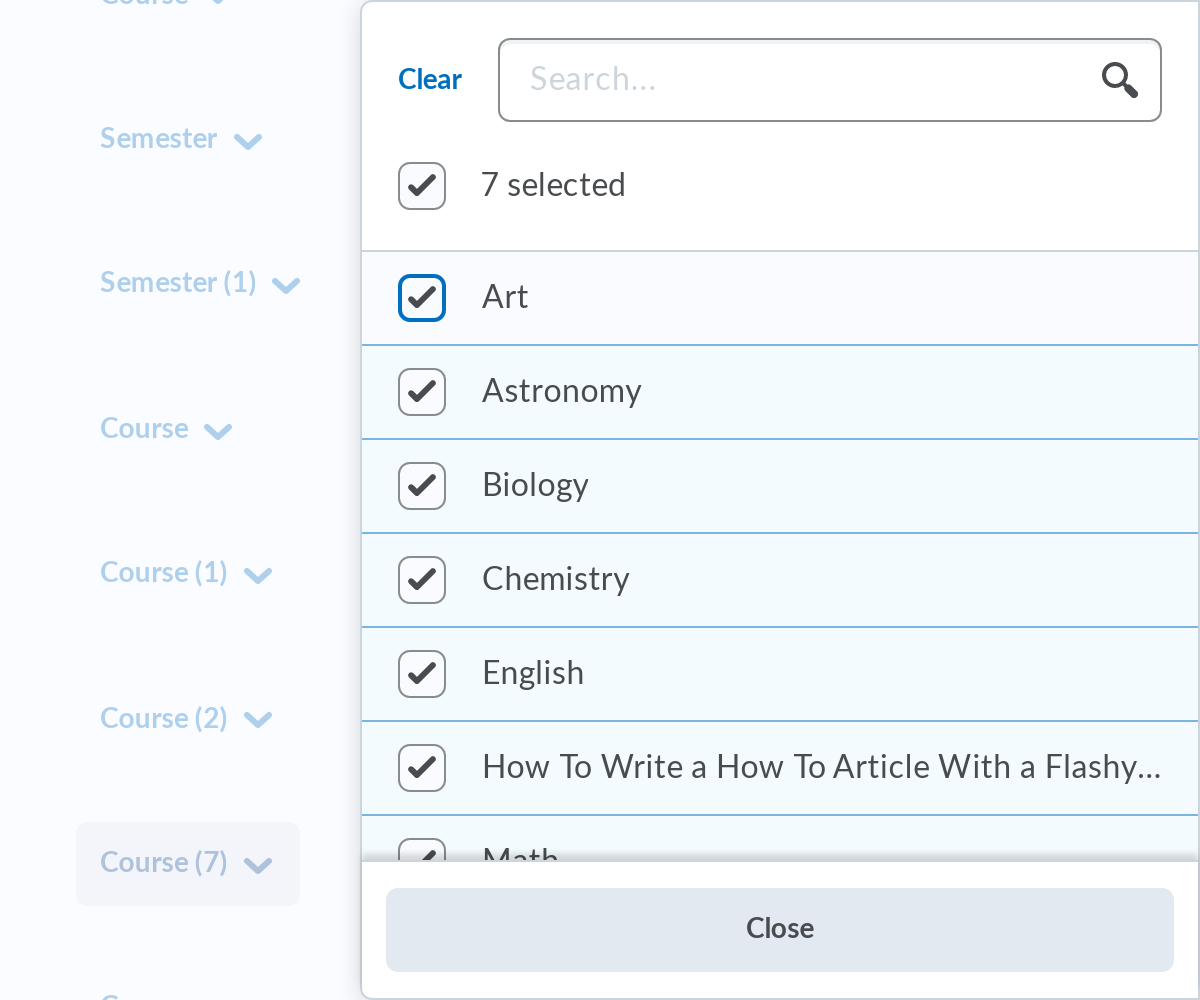 Course
Semester
Semester (1)
Course
Course (1)
Course (2)
Course (7)
Clear
Search...
7 selected
Art
Astronomy
Biology
Chemistry
English
How To Write a How To Article With a Flashy...
Math
Close